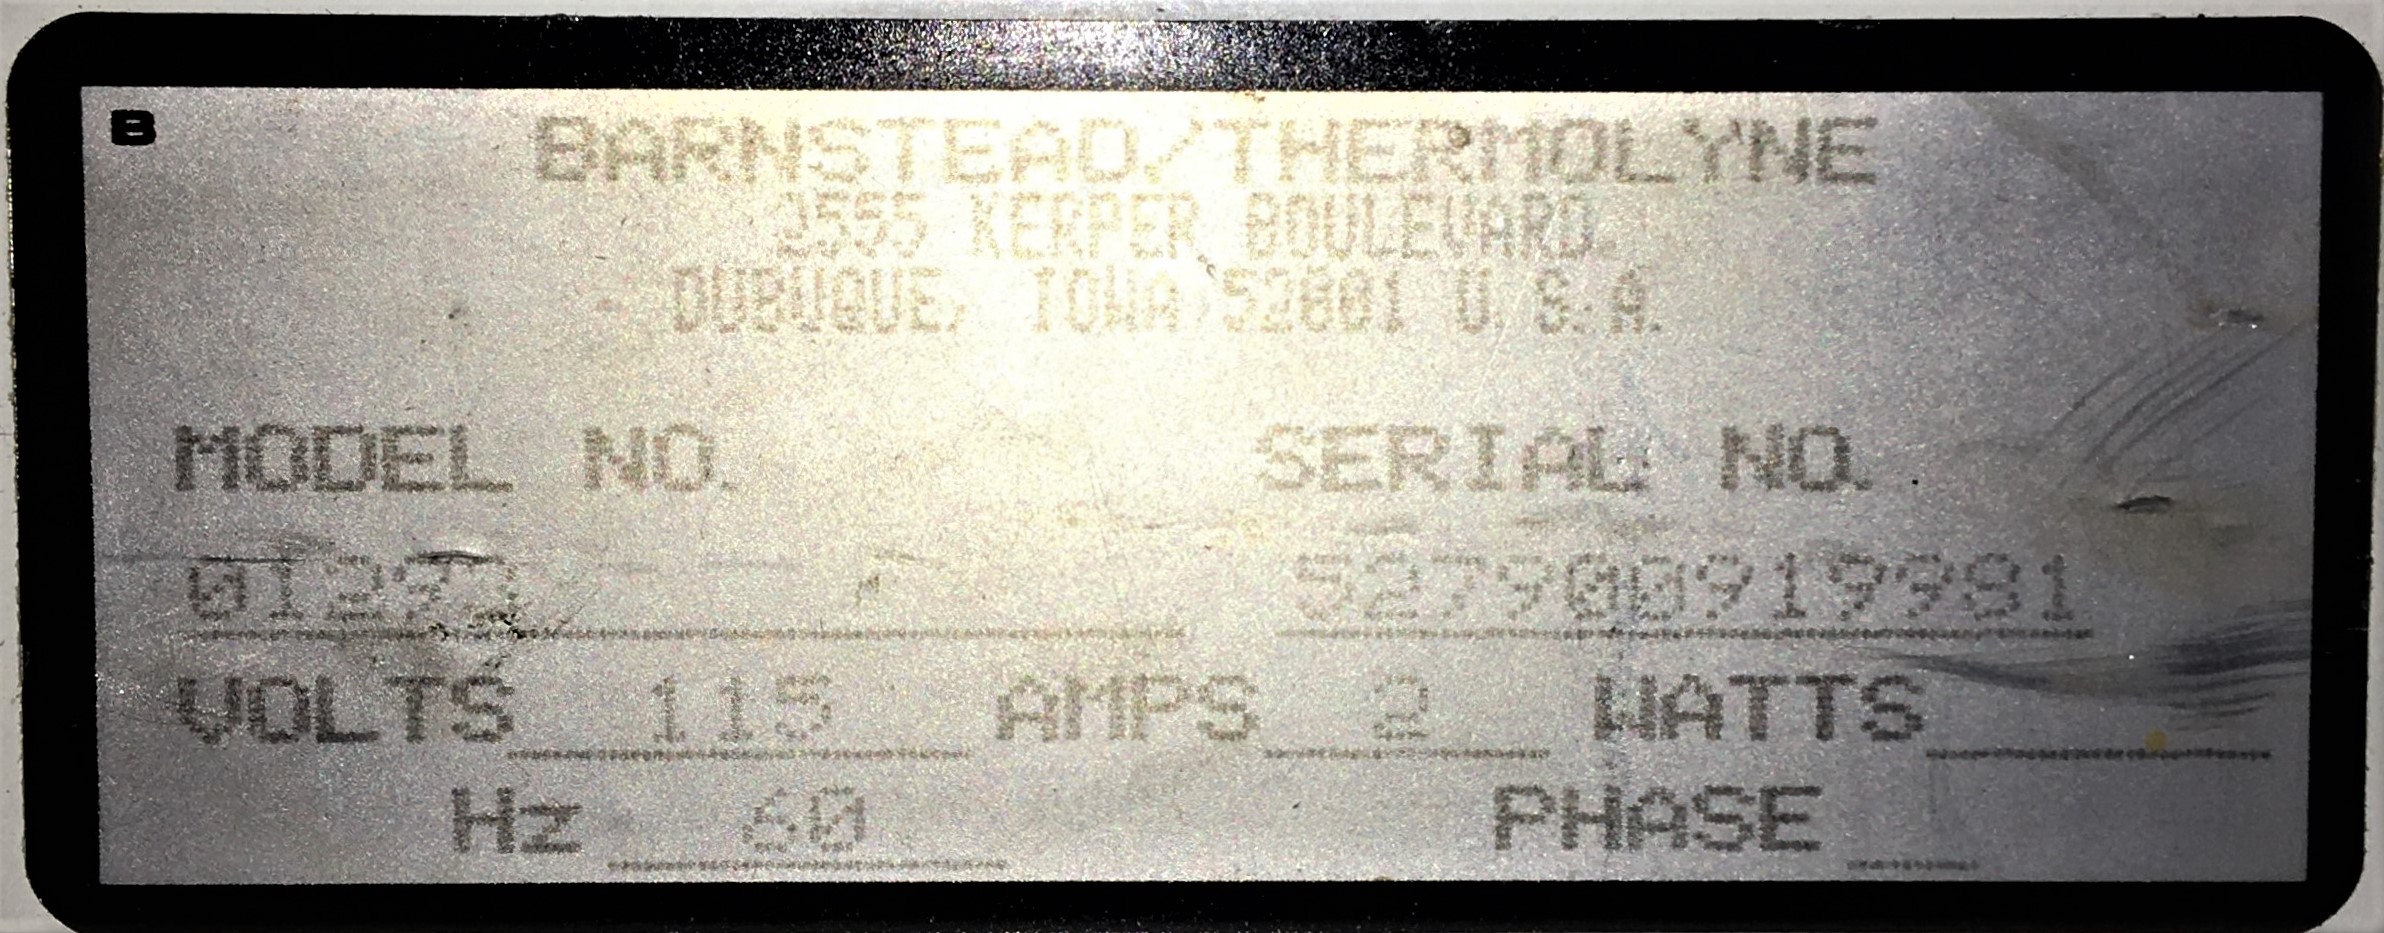 B
BARNSTEAD/THERMOLYNE
2555 KERPER BOULEVARD.
DUBUQUE, IOWA 52001 U.S.A.
MODEL NO. SERIAL NO.
527900919981
VOLTS 115 AMPS 2 WATTS
Hz 60 PHASE